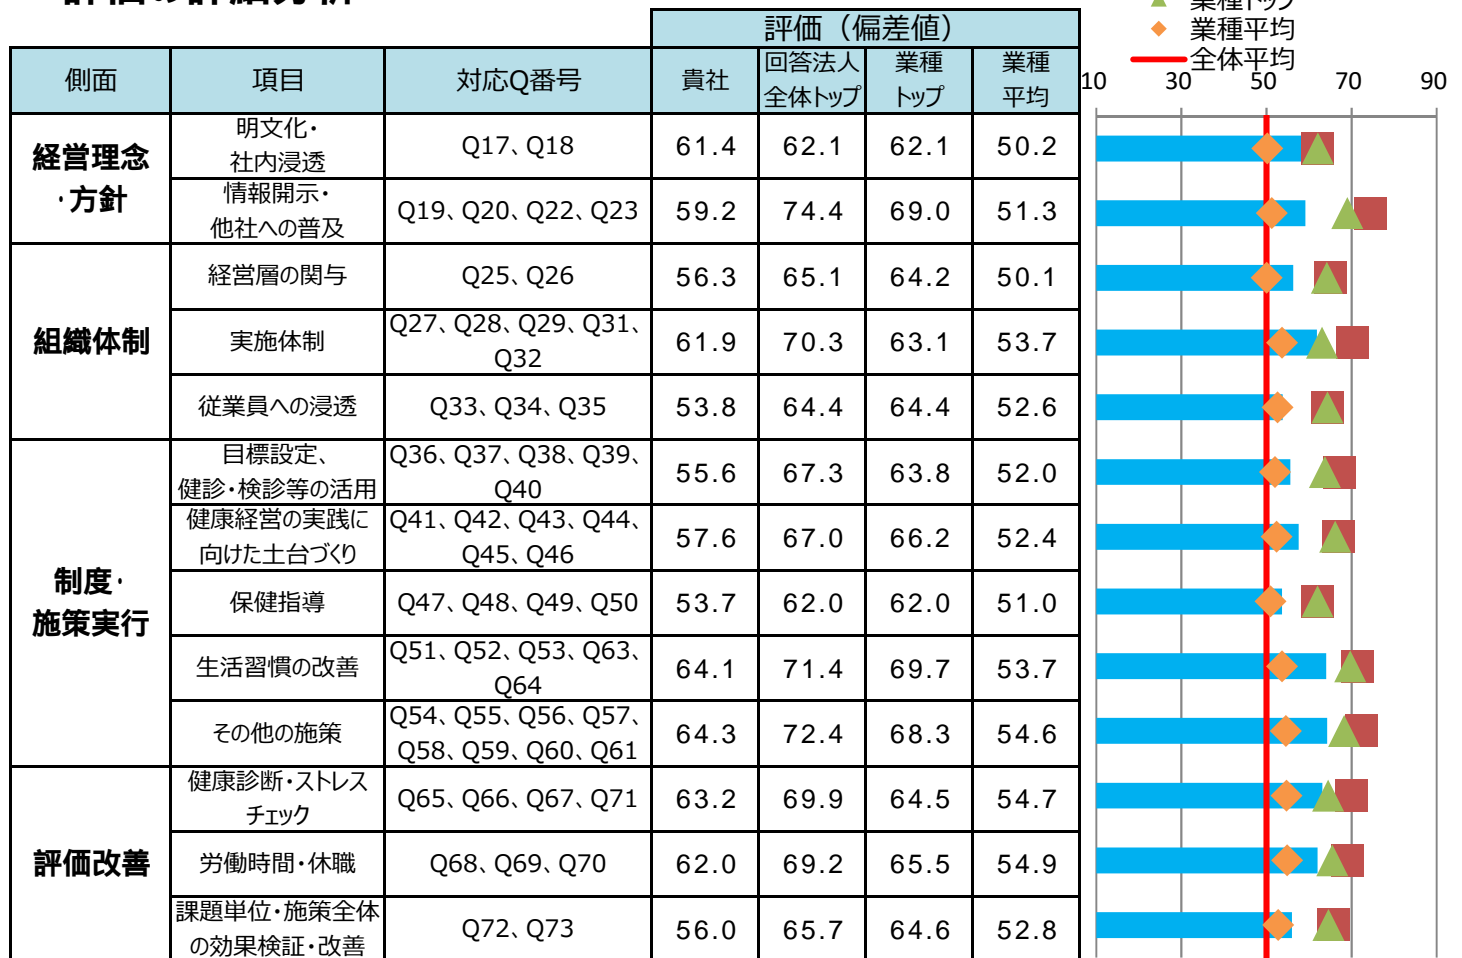 評価の詳細分析
業種トップ
業種平均
全体平均
評価（偏差値）
側面 項目 対応Q番号 貴社 回答法人 業種 業種
全体トップ トップ 平均
10 30 50 70 90
経営理念
・方針
明文化・
社内浸透
Q17、Q18 61.4 62.1 62.1 50.2
情報開示・
他社への普及
Q19、Q20、Q22、Q23 59.2 74.4 69.0 51.3
組織体制
経営層の関与 Q25、Q26 56.3 65.1 64.2 50.1
実施体制
Q27、Q28、Q29、Q31、
Q32
61.9 70.3 63.1 53.7
従業員への浸透 Q33、Q34、Q35 53.8 64.4 64.4 52.6
制度・
施策実行
目標設定、
健診・検診等の活用
Q36、Q37、Q38、Q39、
Q40
55.6 67.3 63.8 52.0
健康経営の実践に
向けた土台づくり
Q41、Q42、Q43、Q44、
Q45、Q46
57.6 67.0 66.2 52.4
保健指導 Q47、Q48、Q49、Q50 53.7 62.0 62.0 51.0
生活習慣の改善
Q51、Q52、Q53、Q63、
Q64
64.1 71.4 69.7 53.7
その他の施策
Q54、Q55、Q56、Q57、
Q58、Q59、Q60、Q61
64.3 72.4 68.3 54.6
評価改善
健康診断・ストレス
チェック
Q65、Q66、Q67、Q71 63.2 69.9 64.5 54.7
労働時間・休職 Q68、Q69、Q70 62.0 69.2 65.5 54.9
課題単位・施策全体
の効果検証・改善
Q72、Q73 56.0 65.7 64.6 52.8